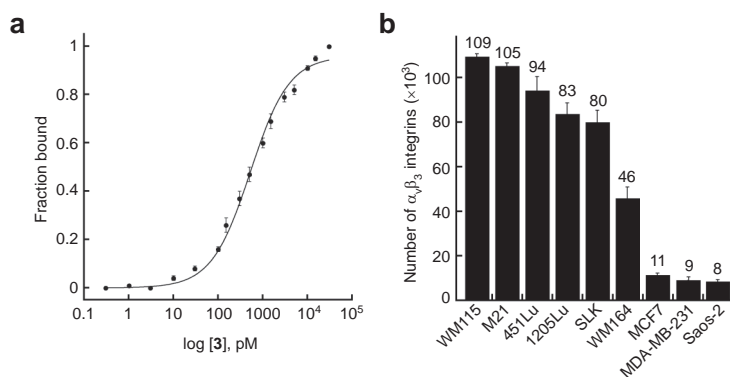 a
1
0.8
0.6
0.4
0.2
0
Fraction bound
0.1 1 10 100 1000 10⁴ 10⁵
log [3], pM
b
100
80
60
40
20
0
Number of αᵥβ₃ integrins (×10³)
109
105
94
83
80
46
11
9
8
WM115
M21
451Lu
1205Lu
SLK
WM164
MCF7
MDA-MB-231
Saos-2